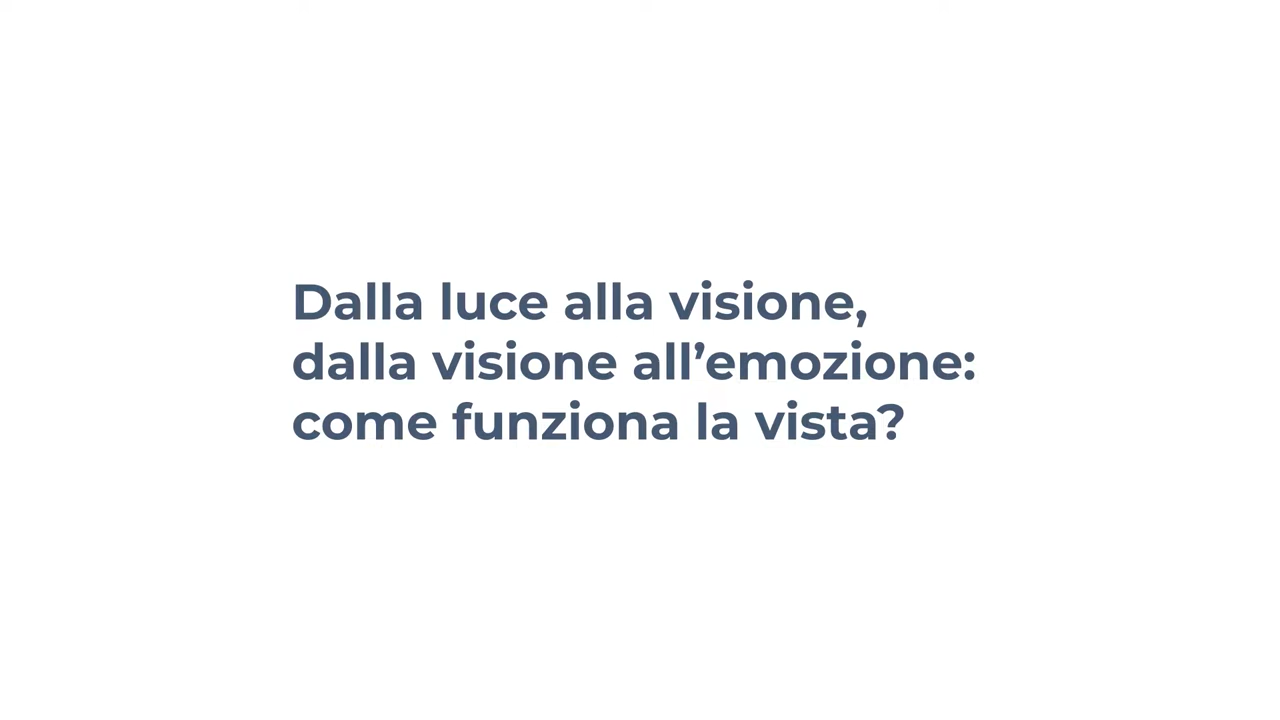 Dalla luce alla visione,
dalla visione all’emozione:
come funziona la vista?